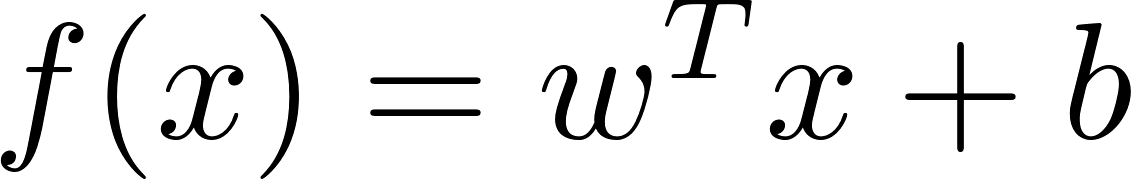 f(x) = w^T x + b